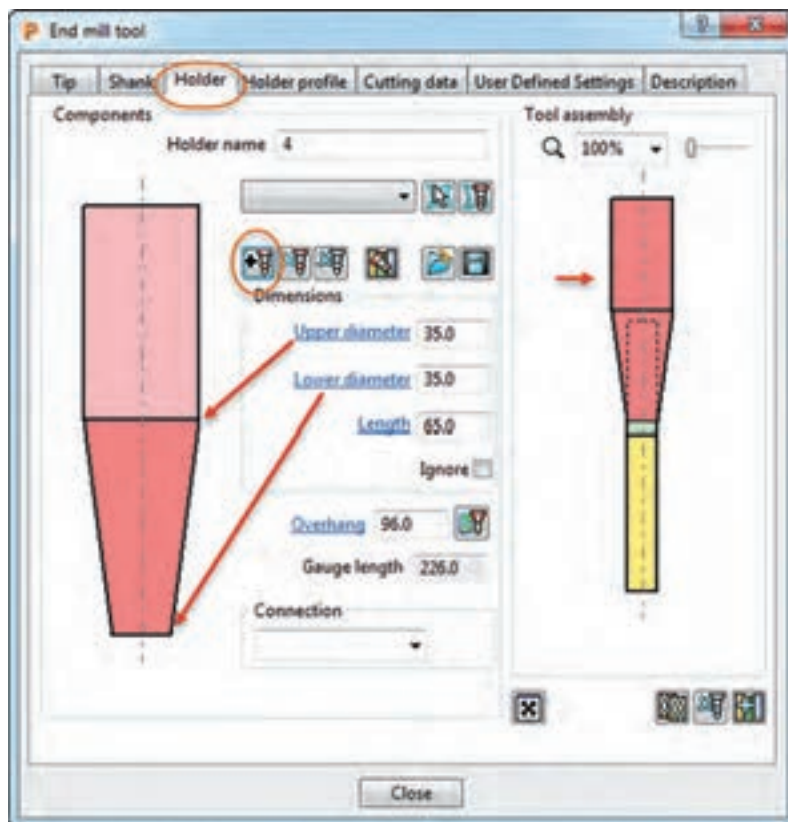 End mill tool
Tip Shank Holder Holder profile Cutting data User Defined Settings Description
Components
Holder name 4
Tool assembly
100%
Dimensions
Upper diameter 35.0
Lower diameter 35.0
Length 65.0
Ignore
Overhang 96.0
Gauge length 226.0
Connection
Close